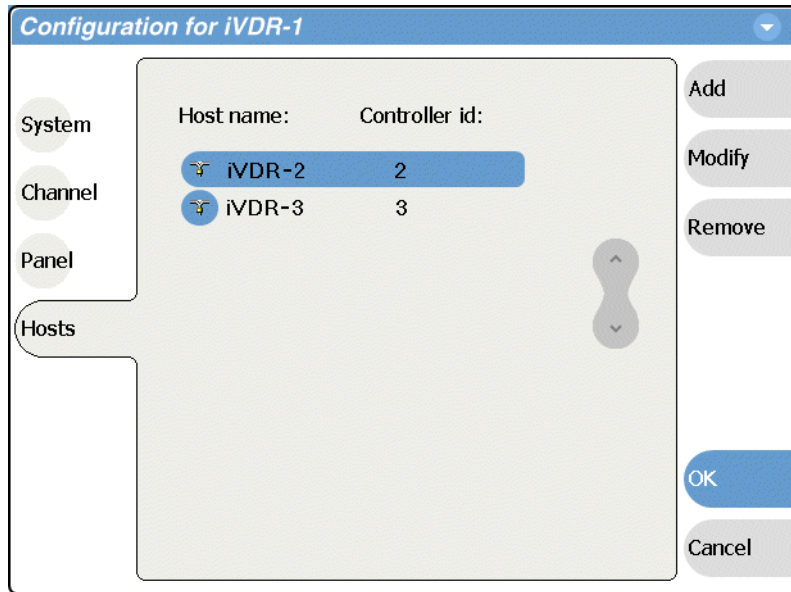 Configuration for iVDR-1
System
Channel
Panel
Hosts
Host name: Controller id:
iVDR-2 2
iVDR-3 3
Add
Modify
Remove
OK
Cancel